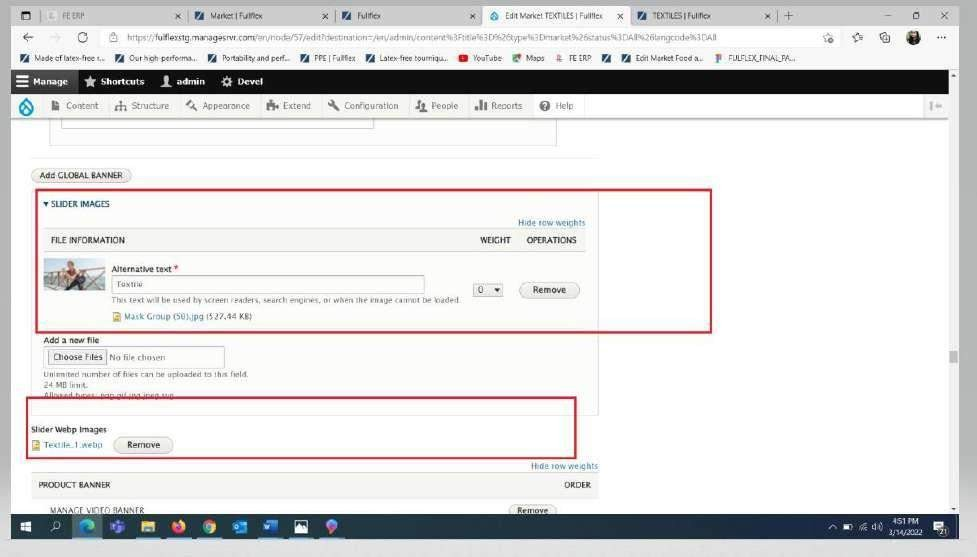 FE ERP
Market | Fullflex
Fullflex
Edit Market TEXTILES | Fullflex
TEXTILES | Fullflex
https://fulflexstg.managesrvr.com/en/node/57/edit?destination=/en/admin/content%3Ftitle%3D%26type%3Dmarket%26status%3DAll%26langcode%3DAll
Made of latex-free r...
Our high-performa...
Portability and perf...
PPE | Fulflex
Latex-free tourniqu...
YouTube
Maps
FE ERP
Edit Market Food a...
FULFLEX_FINAL_PA...
Manage
Shortcuts
admin
Devel
Content
Structure
Appearance
Extend
Configuration
People
Reports
Help
Add GLOBAL BANNER
SLIDER IMAGES
Hide row weights
FILE INFORMATION WEIGHT OPERATIONS
Alternative text *
Textile
0
Remove
This text will be used by screen readers, search engines, or when the image cannot be loaded.
Mask Group (50).jpg (527.44 KB)
Add a new file
Choose Files No file chosen
Unlimited number of files can be uploaded to this field.
24 MB limit.
Allowed types: png gif jpg jpeg svg
Slider Webp Images
Textile_1.webp
Remove
Hide row weights
PRODUCT BANNER ORDER
MANAGE VIDEO BANNER Remove
4:51 PM
3/14/2022
21